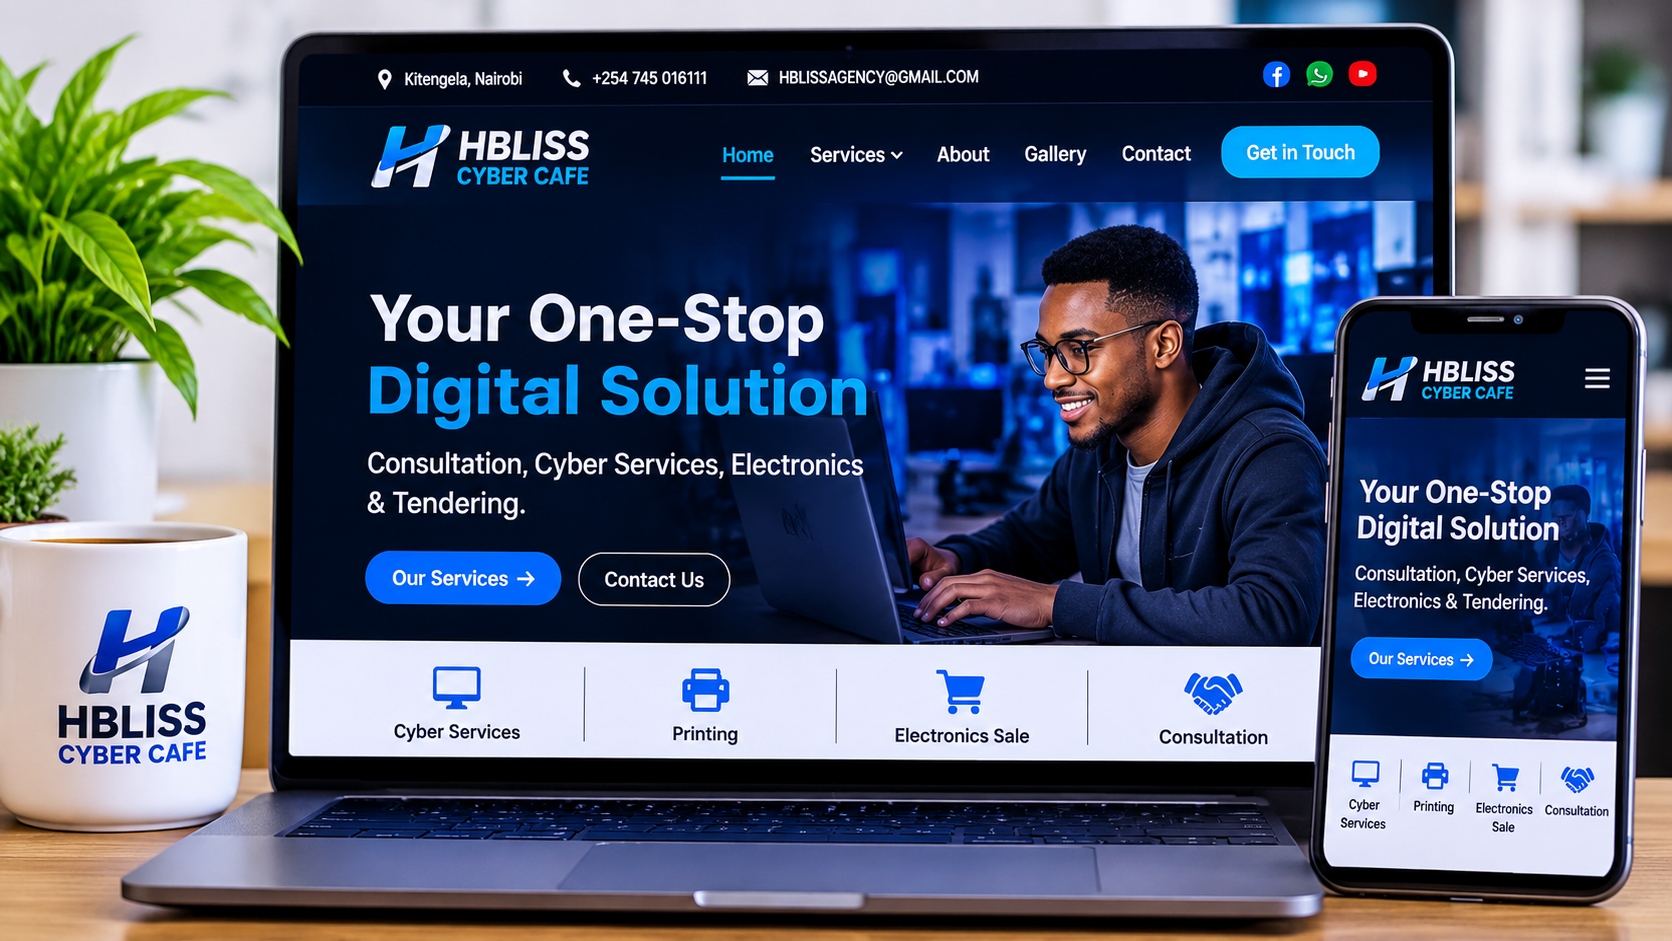 Kitengela, Nairobi
+254 745 016111
HBLISSAGENCY@GMAIL.COM
HBLISS
CYBER CAFE
Home
Services
About
Gallery
Contact
Get in Touch
Your One-Stop
Digital Solution
Consultation, Cyber Services, Electronics
& Tendering.
Our Services →
Contact Us
Cyber Services
Printing
Electronics Sale
Consultation
HBLISS
CYBER CAFE
Your One-Stop
Digital Solution
Consultation, Cyber Services,
Electronics & Tendering.
Our Services →
Cyber
Services
Printing
Electronics
Sale
Consultation
HBLISS
CYBER CAFE